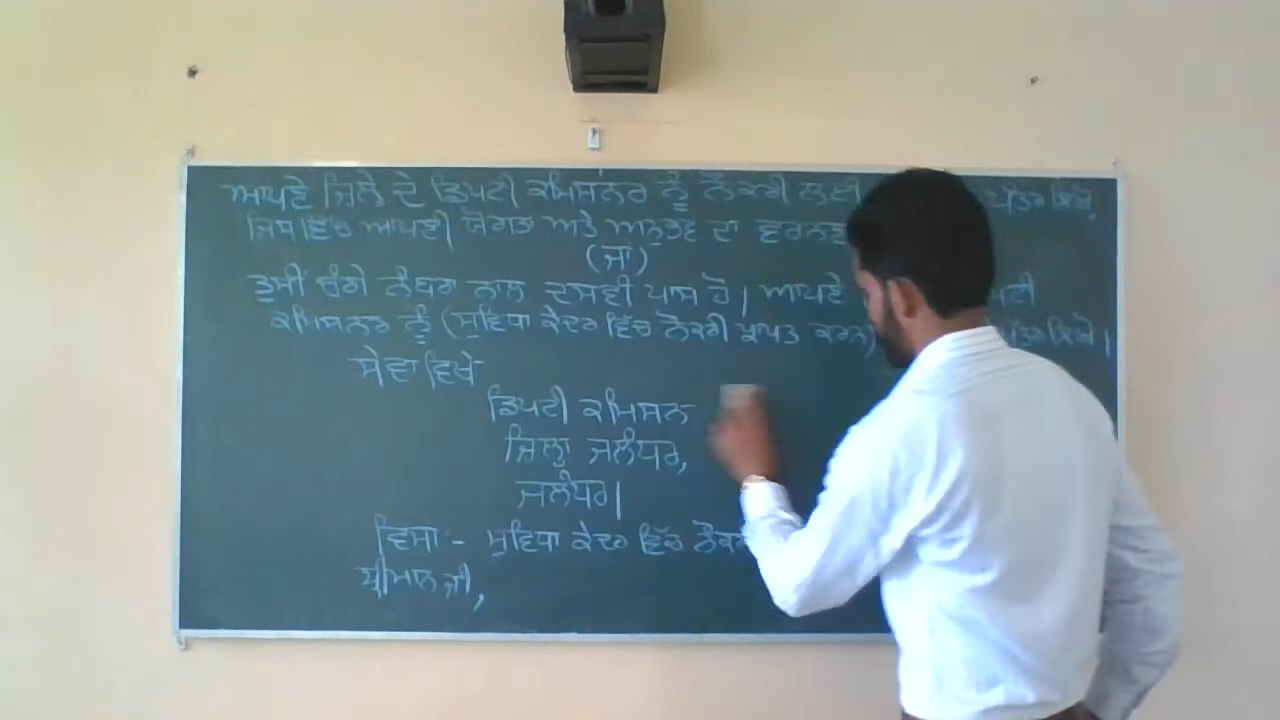 ਆਪਣੇ ਜ਼ਿਲੇ ਦੇ ਡਿਪਟੀ ਕਮਿਸ਼ਨਰ ਨੂੰ ਨੌਕਰੀ ਲਈ ਪੱਤਰ ਲਿਖੋ,
ਜਿਸ ਵਿੱਚ ਆਪਣੀ ਯੋਗਤਾ ਅਤੇ ਅਨੁਭਵ ਦਾ ਵਰਨਣ
(ਜਾਂ)
ਤੁਸੀਂ ਚੰਗੇ ਨੰਬਰਾਂ ਨਾਲ ਦਸਵੀਂ ਪਾਸ ਹੋ। ਆਪਣੇ
ਕਮਿਸ਼ਨਰ ਨੂੰ (ਸੁਵਿਧਾ ਕੇਂਦਰ ਵਿੱਚ ਨੌਕਰੀ ਪ੍ਰਾਪਤ ਕਰਨ) ਲਿਖੋ।
ਸੇਵਾ ਵਿਖੇ
ਡਿਪਟੀ ਕਮਿਸ਼ਨ
ਜ਼ਿਲ੍ਹਾ ਜਲੰਧਰ,
ਜਲੰਧਰ।
ਵਿਸ਼ਾ:- ਸੁਵਿਧਾ ਕੇਂਦਰ ਵਿੱਚ
ਸ਼੍ਰੀਮਾਨ ਜੀ,